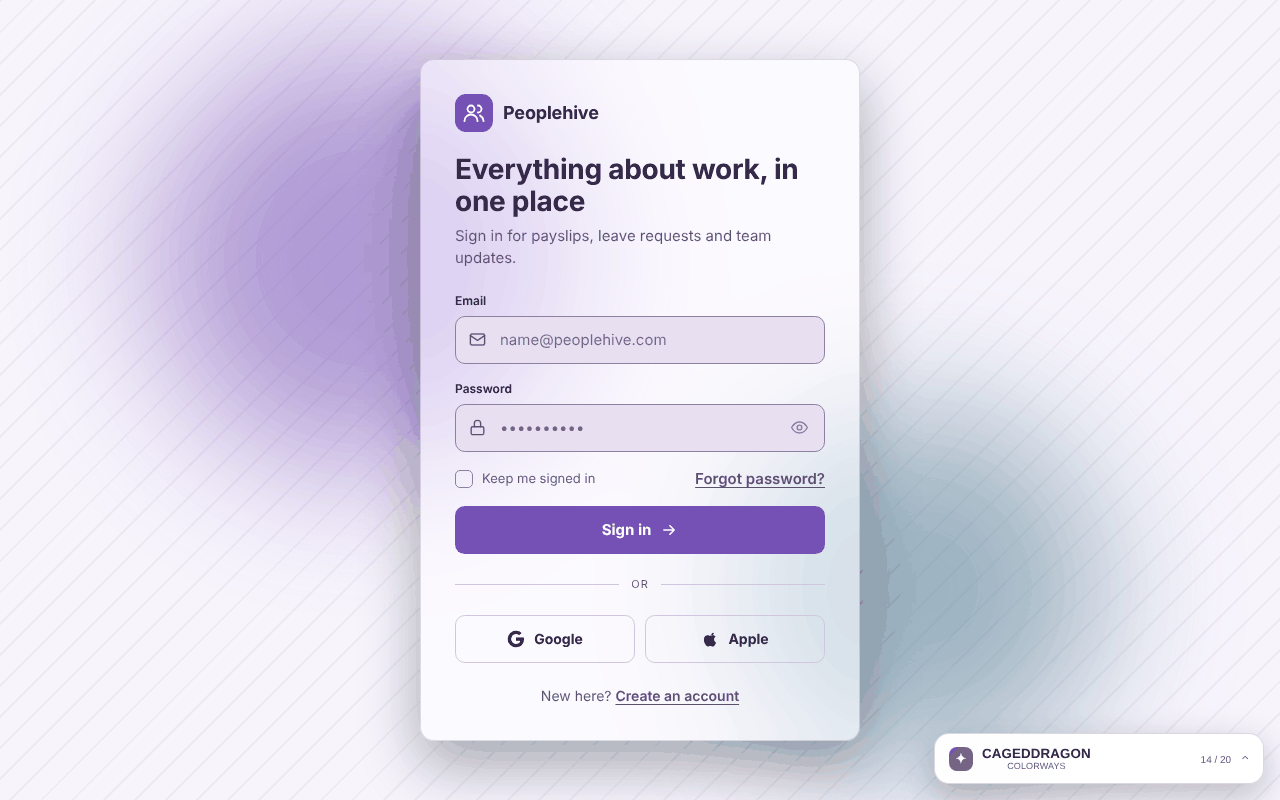 Peoplehive
Everything about work, in
one place
Sign in for payslips, leave requests and team
updates.
Email
name@peoplehive.com
Password
••••••••••
Keep me signed in
Forgot password?
Sign in →
OR
Google
Apple
New here? Create an account
CAGEDDRAGON
COLORWAYS
14 / 20